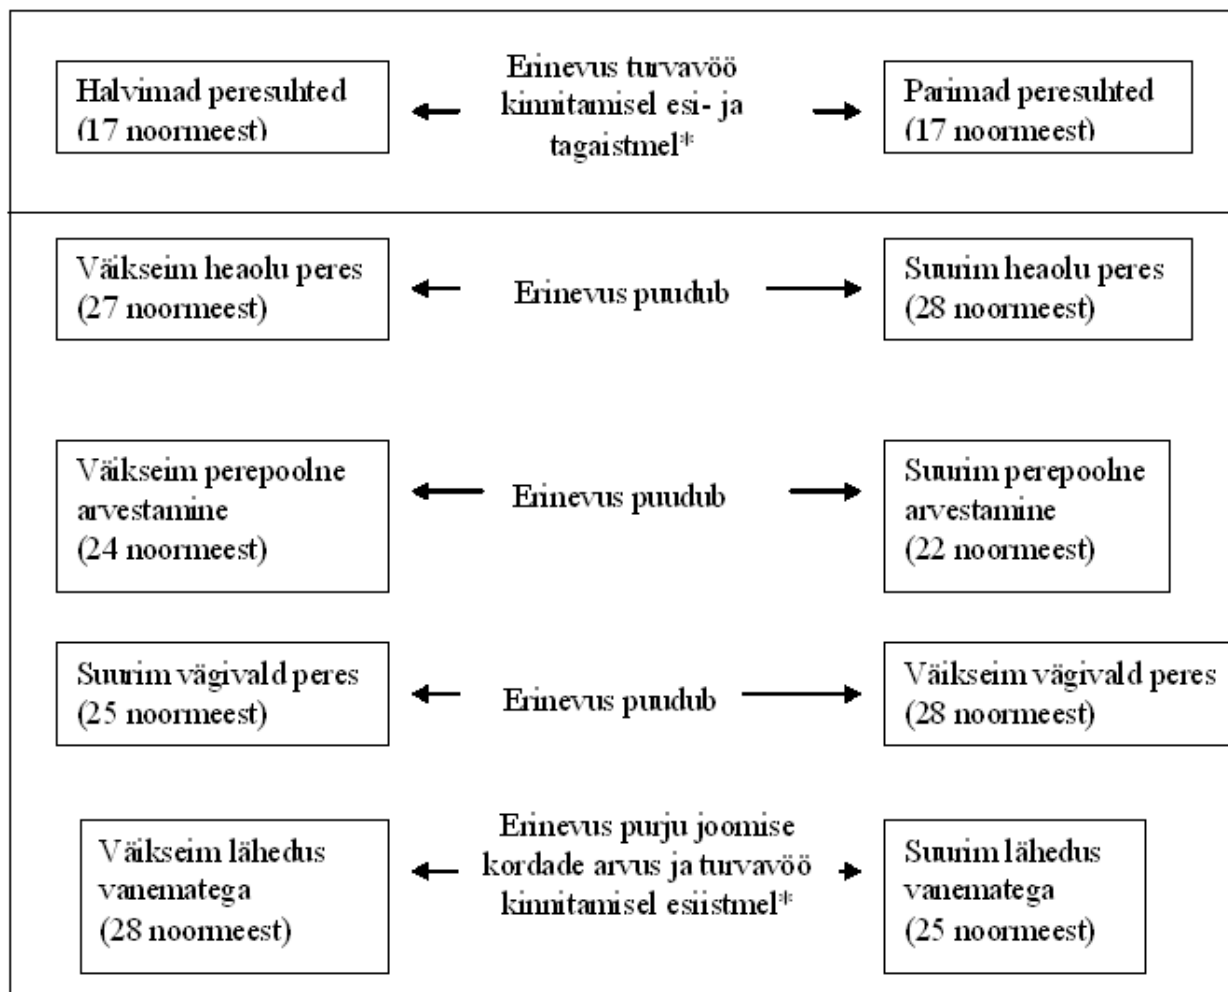 Halvimad peresuhted
(17 noormeest)
Erinevus turvavöö
kinnitamisel esi- ja
tagaistmel*
Parimad peresuhted
(17 noormeest)
Väikseim heaolu peres
(27 noormeest)
Erinevus puudub
Suurim heaolu peres
(28 noormeest)
Väikseim perepoolne
arvestamine
(24 noormeest)
Erinevus puudub
Suurim perepoolne
arvestamine
(22 noormeest)
Suurim vägivald peres
(25 noormeest)
Erinevus puudub
Väikseim vägivald peres
(28 noormeest)
Väikseim lähedus
vanematega
(28 noormeest)
Erinevus purju joomise
kordade arvus ja turvavöö
kinnitamisel esiistmel*
Suurim lähedus
vanematega
(25 noormeest)